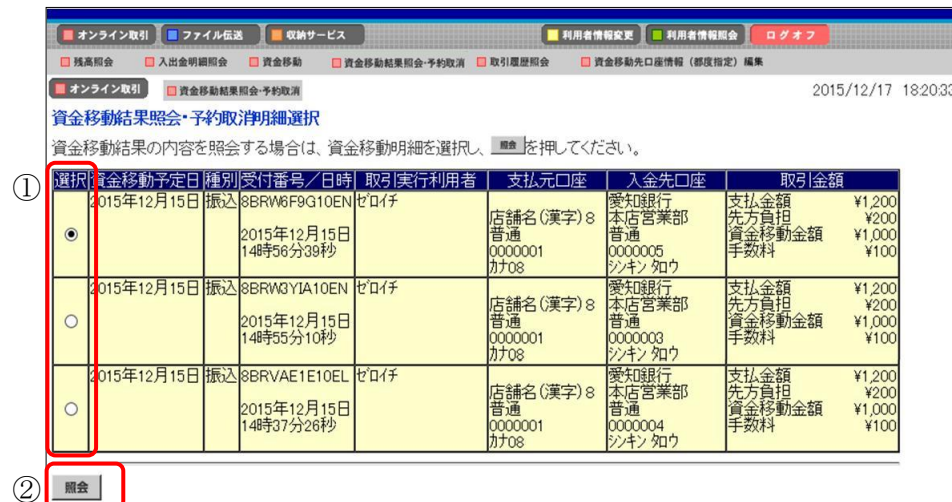 オンライン取引 ファイル伝送 収納サービス 利用者情報変更 利用者情報照会 ログオフ
残高照会 入出金明細照会 資金移動 資金移動結果照会・予約取消 取引履歴照会 資金移動先口座情報（都度指定）編集
オンライン取引 資金移動結果照会・予約取消 2015/12/17 18:20:33
資金移動結果照会・予約取消明細選択
資金移動結果の内容を照会する場合は、資金移動明細を選択し、 照会 を押してください。
①
選択 資金移動予定日 種別 受付番号／日時 取引実行利用者 支払元口座 入金先口座 取引金額
2015年12月15日 振込 8BRW6F9G10EN ｾﾞﾛｲﾁ 愛知銀行 支払金額 ¥1,200
店舗名(漢字)8 本店営業部 先方負担 ¥200
2015年12月15日 普通 普通 資金移動金額 ¥1,000
14時56分39秒 0000001 0000005 手数料 ¥100
ｶﾅ08 ｼﾝｷﾝ ﾀﾛｳ
2015年12月15日 振込 8BRW3YIA10EN ｾﾞﾛｲﾁ 愛知銀行 支払金額 ¥1,200
店舗名(漢字)8 本店営業部 先方負担 ¥200
2015年12月15日 普通 普通 資金移動金額 ¥1,000
14時55分10秒 0000001 0000003 手数料 ¥100
ｶﾅ08 ｼﾝｷﾝ ﾀﾛｳ
2015年12月15日 振込 8BRVAE1E10EL ｾﾞﾛｲﾁ 愛知銀行 支払金額 ¥1,200
店舗名(漢字)8 本店営業部 先方負担 ¥200
2015年12月15日 普通 普通 資金移動金額 ¥1,000
14時37分26秒 0000001 0000004 手数料 ¥100
ｶﾅ08 ｼﾝｷﾝ ﾀﾛｳ
②
照会